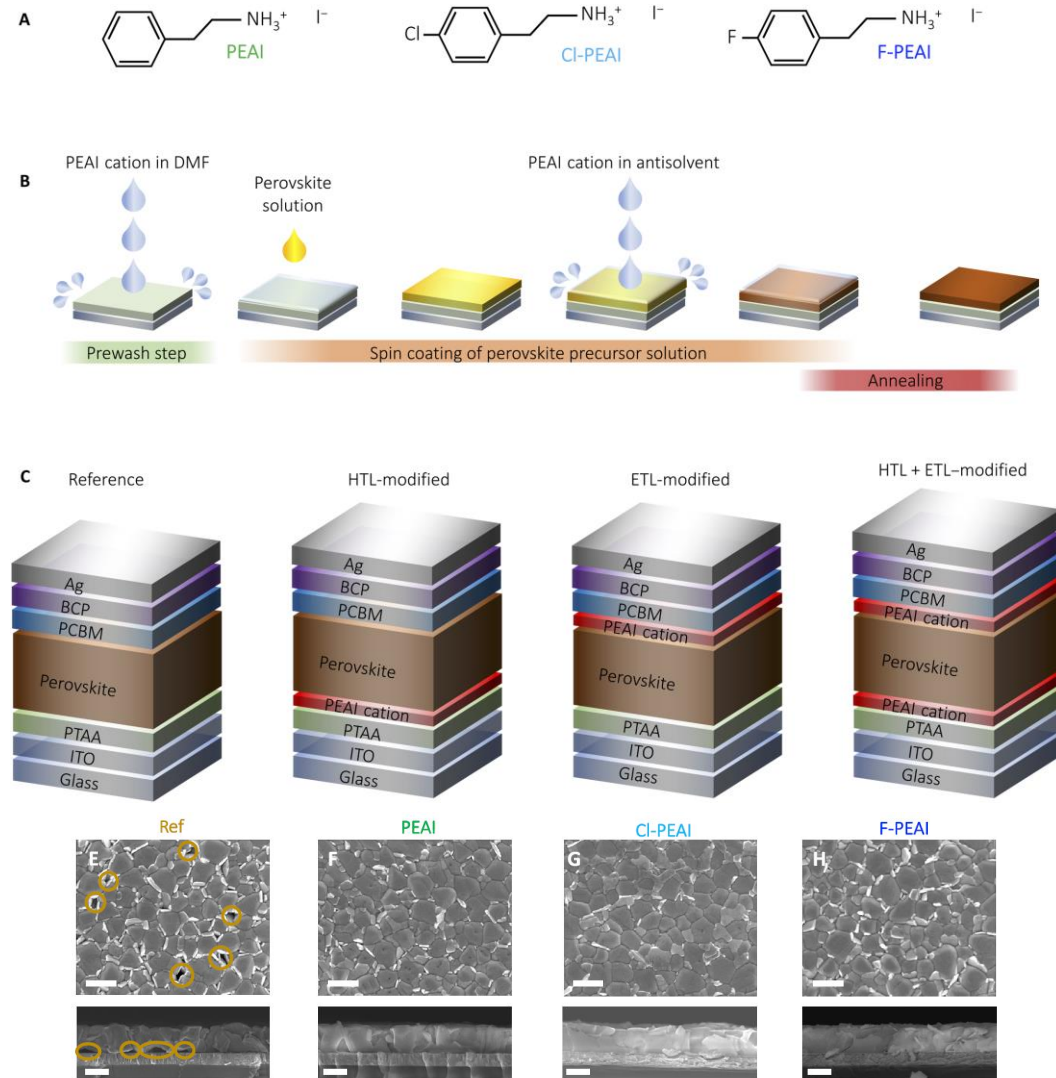 A
NH₃⁺ I⁻
PEAI
Cl
NH₃⁺ I⁻
Cl-PEAI
F
NH₃⁺ I⁻
F-PEAI
B
PEAI cation in DMF
Perovskite
solution
PEAI cation in antisolvent
Prewash step
Spin coating of perovskite precursor solution
Annealing
C
Reference
Ag
BCP
PCBM
Perovskite
PTAA
ITO
Glass
HTL-modified
Ag
BCP
PCBM
Perovskite
PEAI cation
PTAA
ITO
Glass
ETL-modified
Ag
BCP
PCBM
PEAI cation
Perovskite
PTAA
ITO
Glass
HTL + ETL–modified
Ag
BCP
PCBM
PEAI cation
Perovskite
PEAI cation
PTAA
ITO
Glass
Ref
E
PEAI
F
Cl-PEAI
G
F-PEAI
H